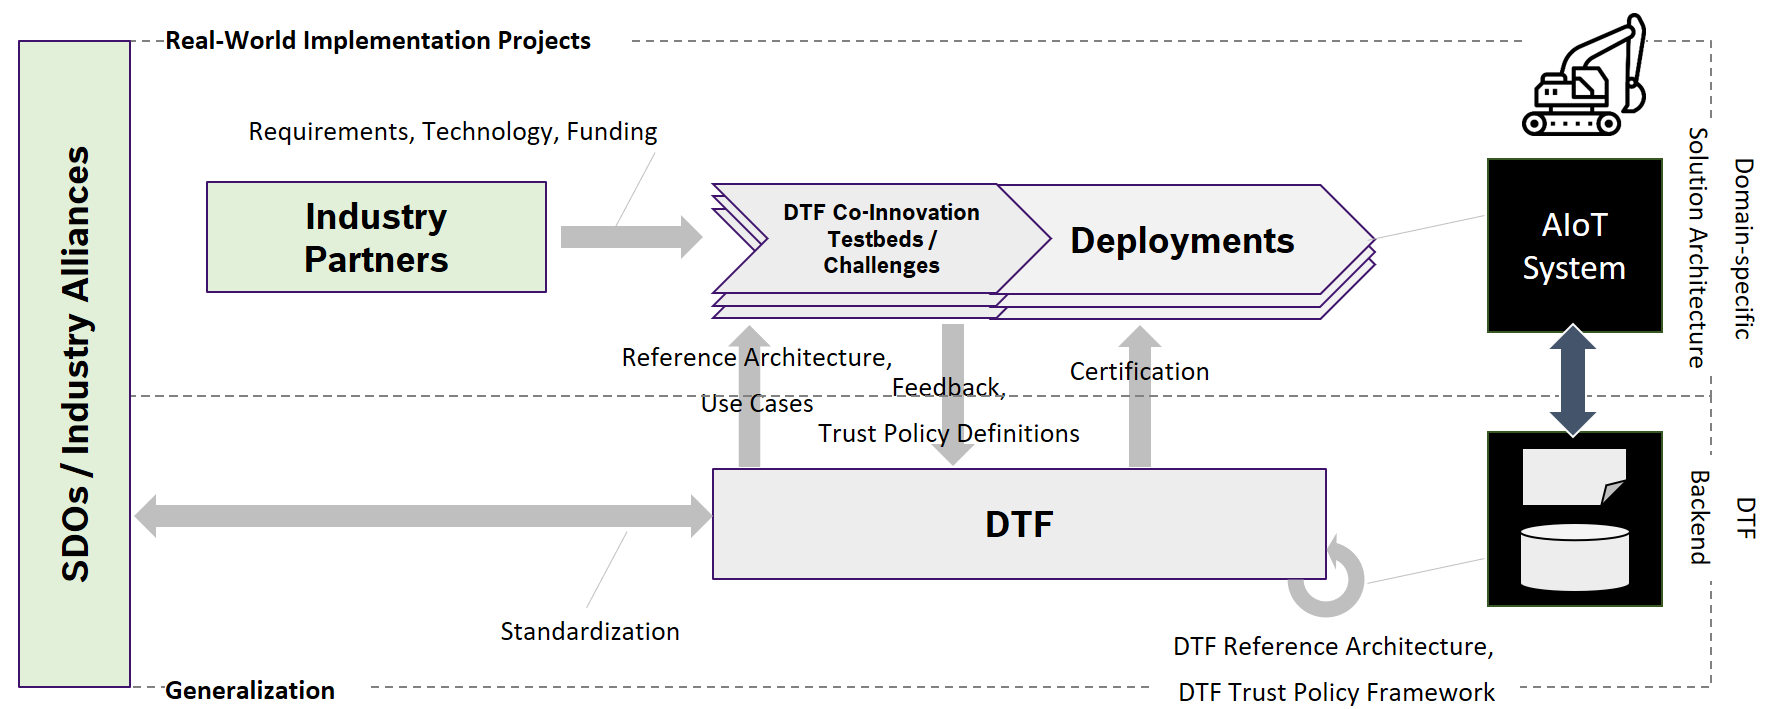 Real-World Implementation Projects
SDOs / Industry Alliances
Requirements, Technology, Funding
Industry
Partners
DTF Co-Innovation
Testbeds /
Challenges
Deployments
AIoT
System
Domain-specific
Solution Architecture
Reference Architecture,
Use Cases
Feedback,
Trust Policy Definitions
Certification
DTF
DTF
Backend
Standardization
DTF Reference Architecture,
DTF Trust Policy Framework
Generalization